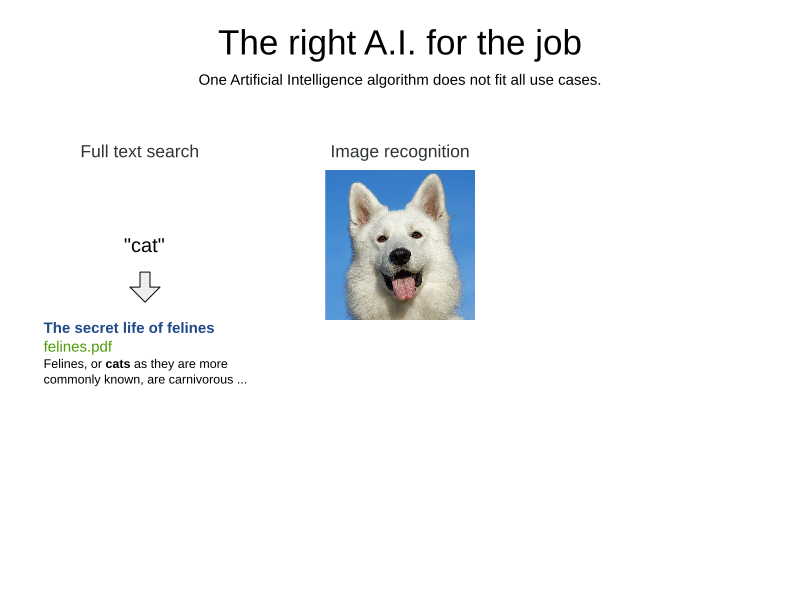 The right A.I. for the job
One Artificial Intelligence algorithm does not fit all use cases.
Full text search
"cat"
The secret life of felines
felines.pdf
Felines, or cats as they are more
commonly known, are carnivorous ...
Image recognition